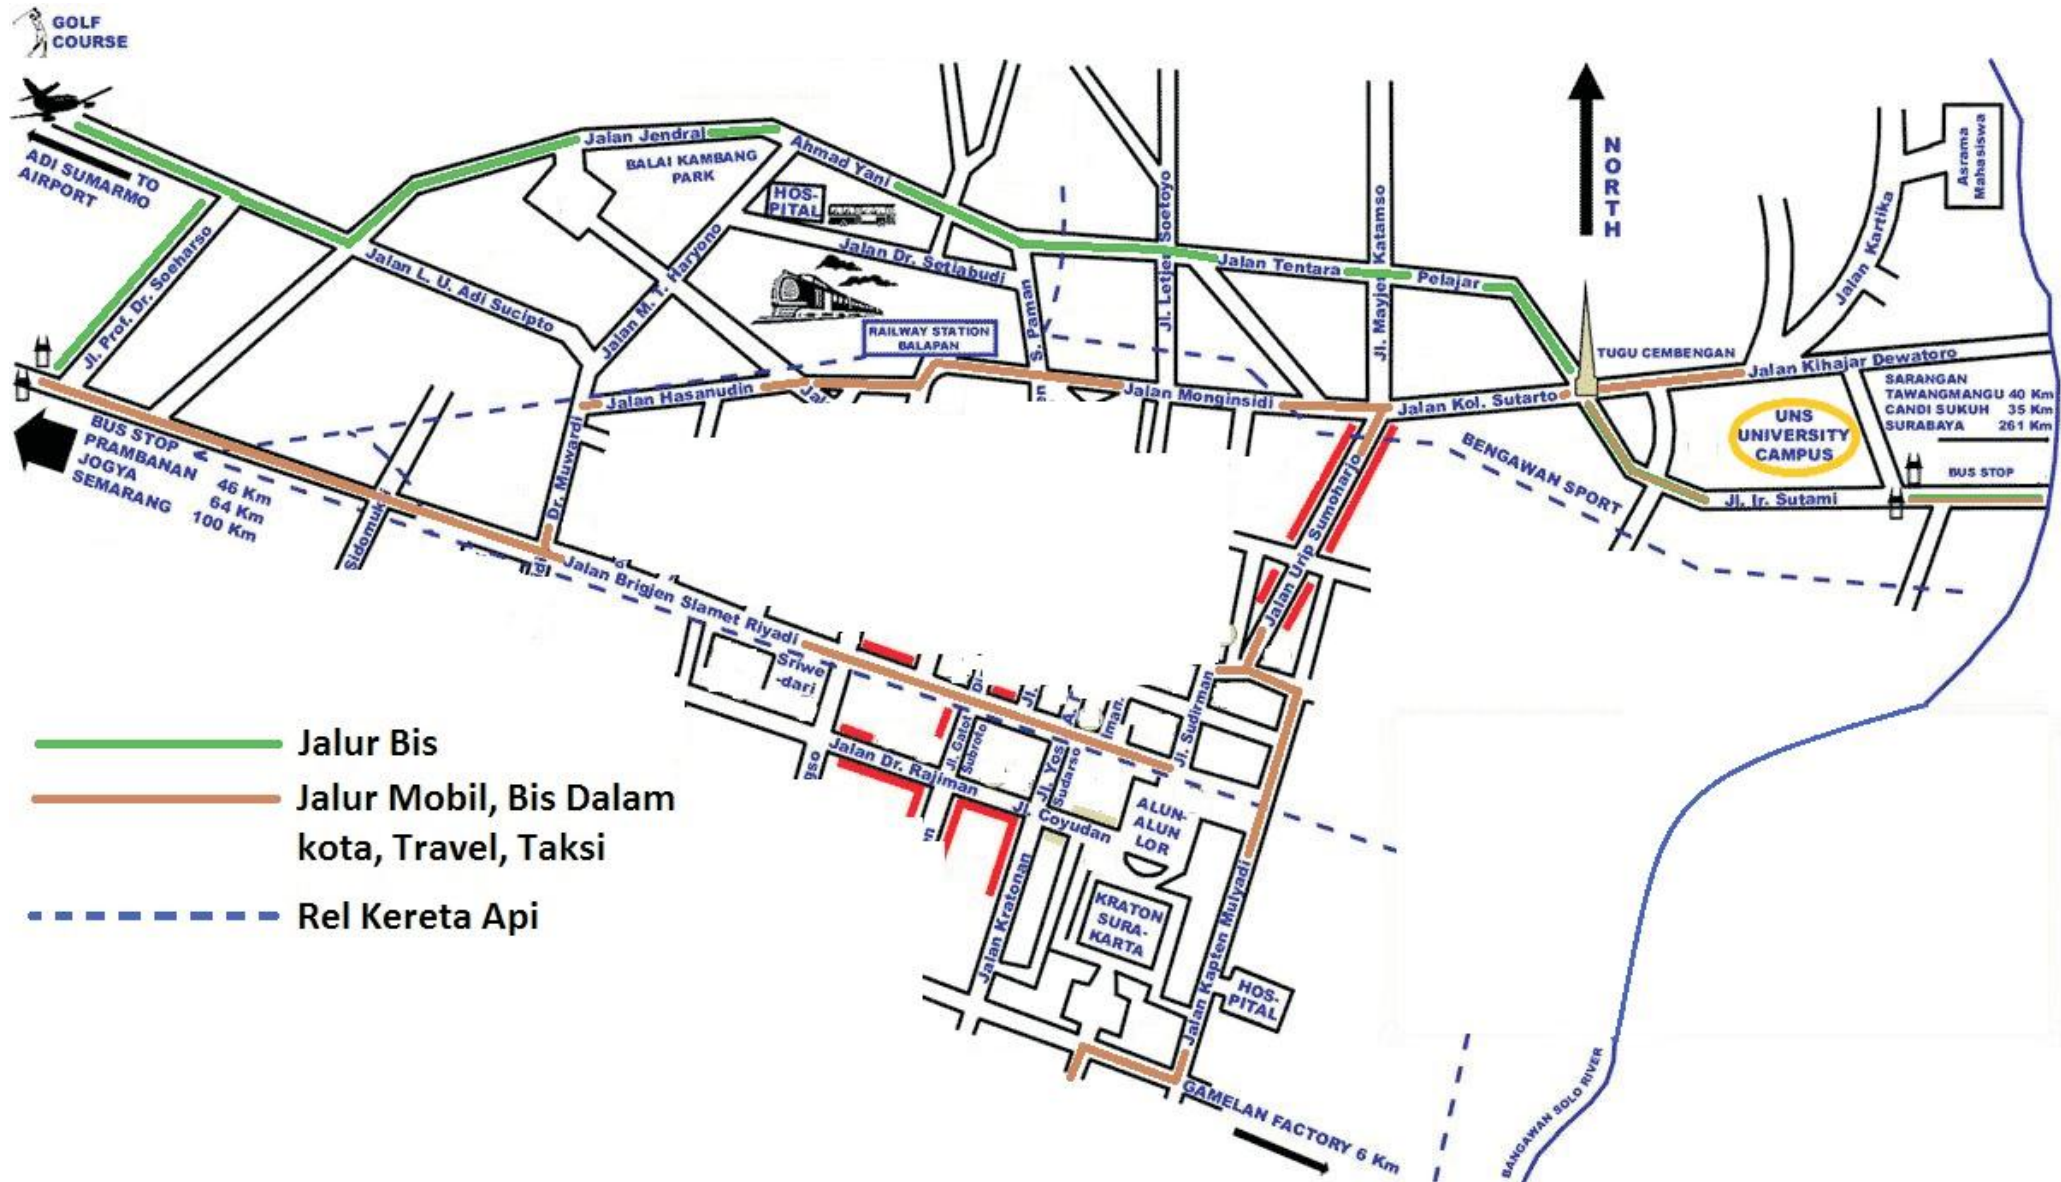 GOLF
COURSE
ADI SUMARMO
AIRPORT
TO
Jl. Prof. Dr. Soeharso
Jalan Jendral
Ahmad Yani
BALAI KAMBANG
PARK
HOS-
PITAL
Jalan Dr. Setiabudi
Jalan L. U. Adi Sucipto
Jalan M. T. Haryono
RAILWAY STATION
BALAPAN
S. Paman
Jl. Letjen Soetoyo
Jalan Tentara
Pelajar
Jl. Mayjen Katamso
NORTH
Jalan Kartika
Asrama
Mahasiswa
TUGU CEMBENGAN
Jalan Kihajar Dewatoro
SARANGAN
TAWANGMANGU 40 Km
CANDI SUKUH 35 Km
SURABAYA 261 Km
BUS STOP
UNS
UNIVERSITY
CAMPUS
Jl. Ir. Sutami
Jalan Hasanudin
Jalan Monginsidi
Jalan Kol. Sutarto
BENGAWAN SPORT
Dr. Muwardi
BUS STOP
PRAMBANAN 46 Km
JOGYA 64 Km
SEMARANG 100 Km
Sidomuk
Jalan Brigjen Slamet Riyadi
Jalan Urip Sumoharjo
Sriwe
-dari
Jl. Gatot
Subroto
Jl. Yos
Sudarso
iman.
Jl. Sudirman
Jalan Dr. Rajiman
gso
Jl. Coyudan
ALUN-
ALUN
LOR
Jalan Kratonan
KRATON
SURA-
KARTA
Jalan Kapten Mulyadi
HOS-
PITAL
GAMELAN FACTORY 6 Km
BANGAWAN SOLO RIVER
Jalur Bis
Jalur Mobil, Bis Dalam
kota, Travel, Taksi
Rel Kereta Api